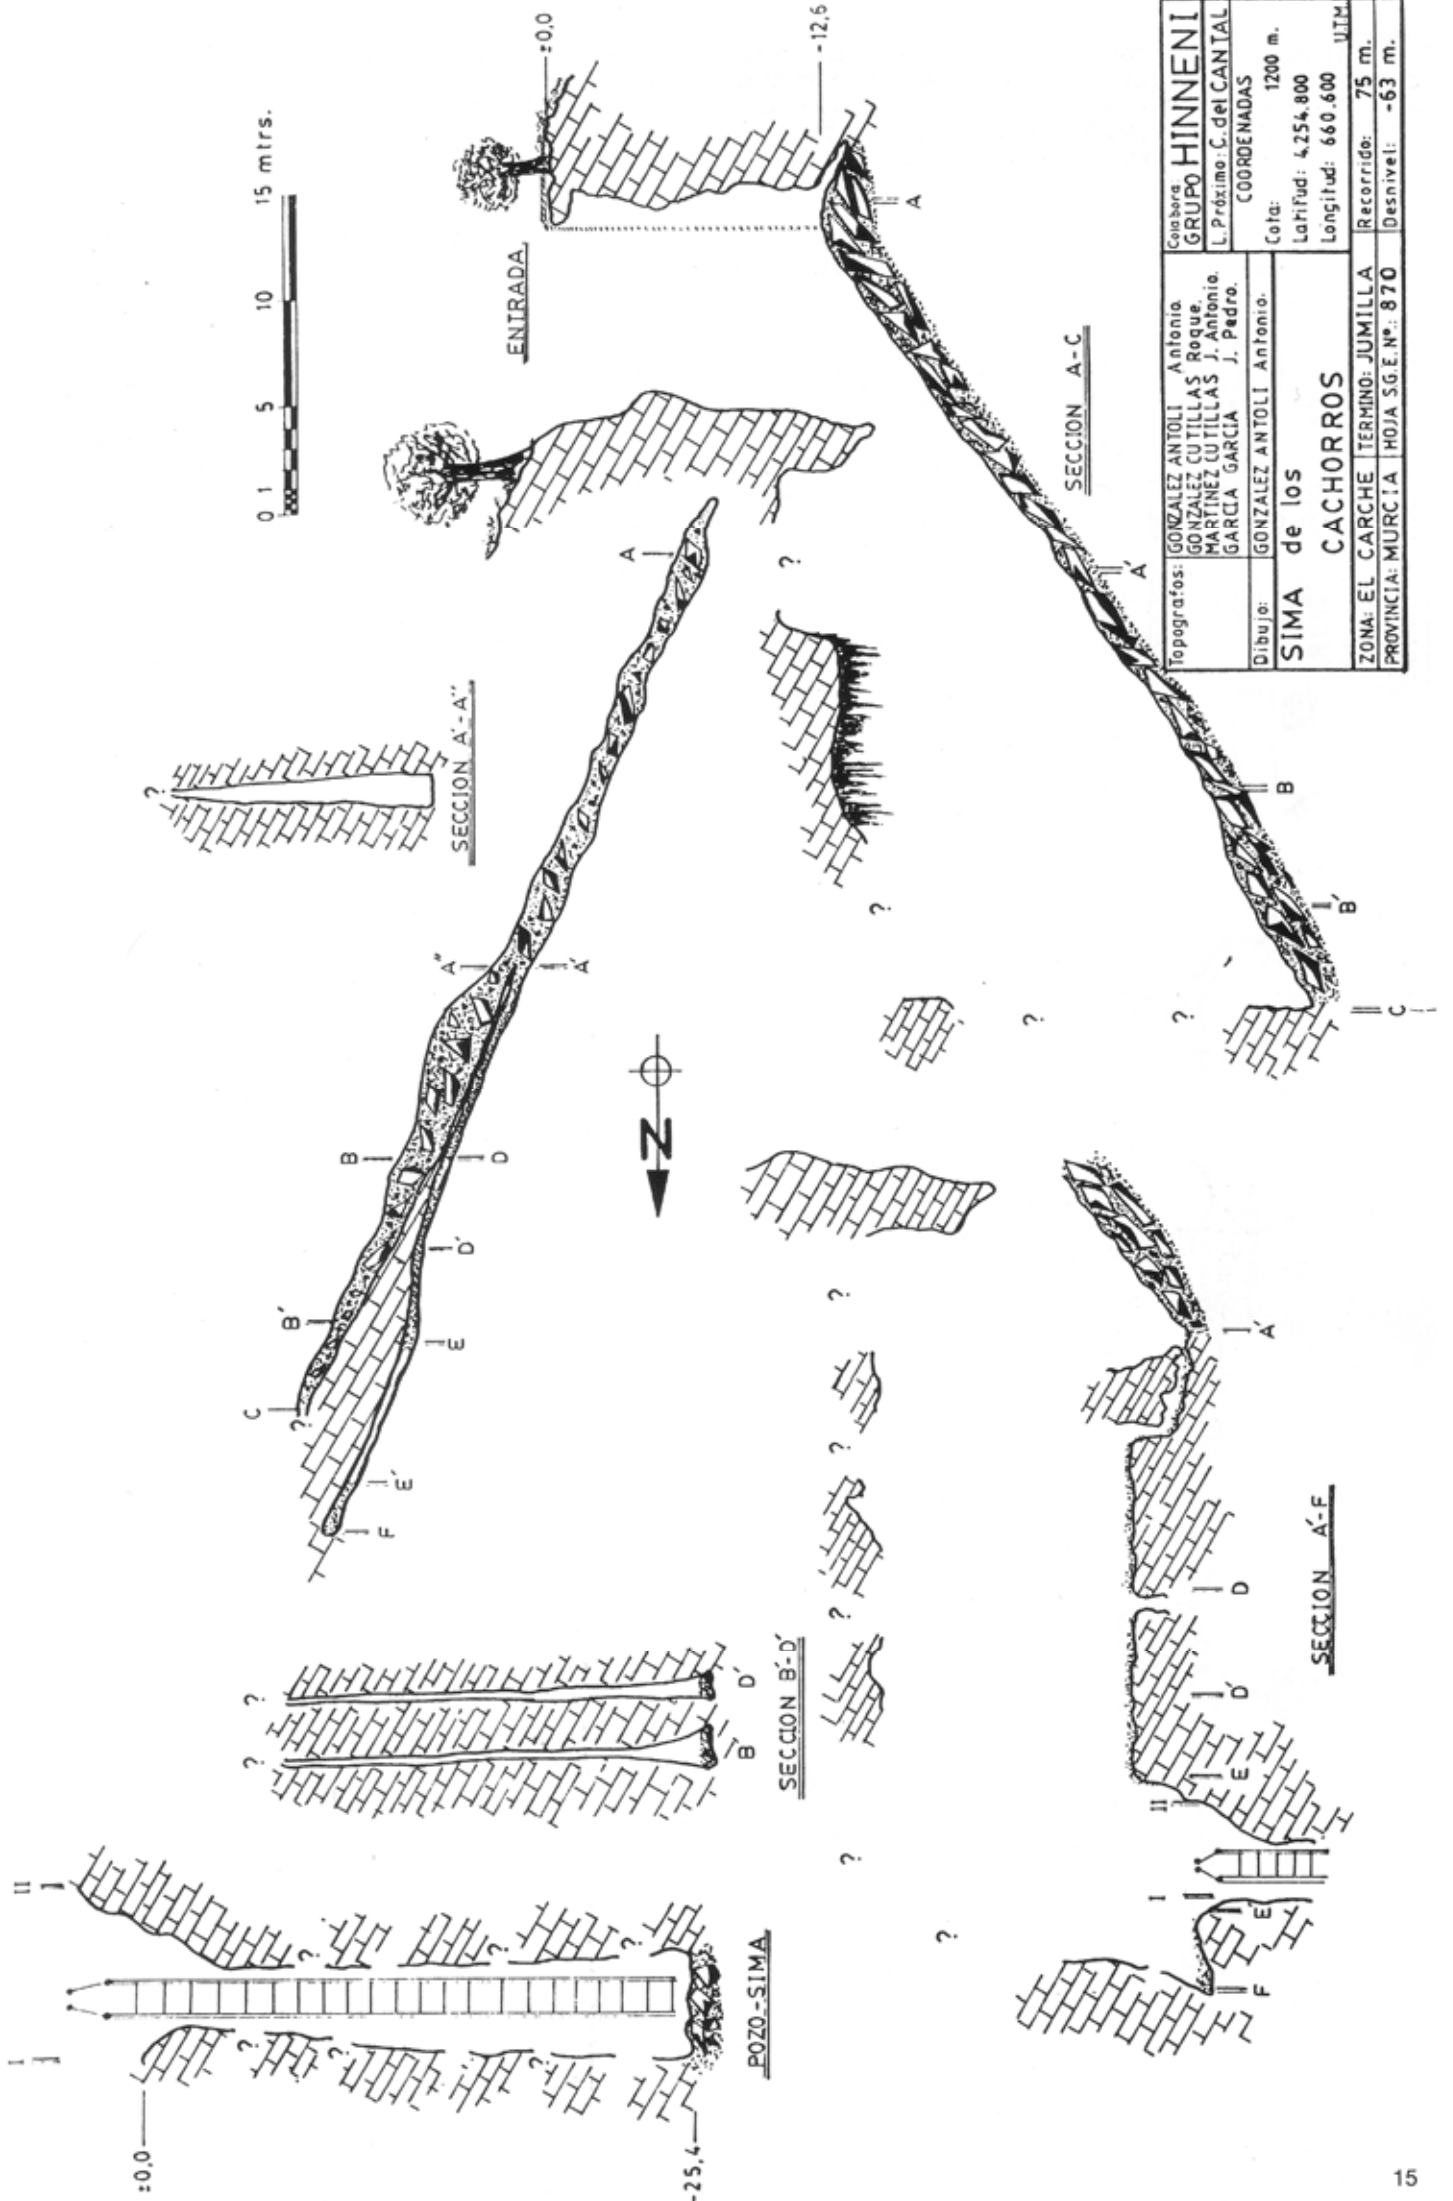 0 1 5 10 15 mtrs.
ENTRADA
±0,0
-12,6
SECCION A'-A''
?
A
A''
A'
B
D
D'
B'
E
C
?
E'
F
N
SECCION A-C
A
A'
B
B'
C
?
?
?
?
?
?
?
?
SECCION B'-D'
?
?
B
D'
POZO-SIMA
I
II
±0,0
-25,4
?
?
?
?
?
?
?
?
SECCION A'-F
A'
D
D'
E
II
I
E'
F
Topografos: GONZALEZ ANTOLI Antonio.
GONZALEZ CUTILLAS Roque.
MARTINEZ CUTILLAS J. Antonio.
GARCIA GARCIA J. Pedro.
Dibujo: GONZALEZ ANTOLI Antonio.
SIMA de los
CACHORROS
Colabora:
GRUPO HINNENI
L. Próximo: C. del CANTAL
COORDENADAS
Cota: 1200 m.
Latitud: 4.254.800
Longitud: 660.600
U.T.M.
ZONA: EL CARCHE TERMINO: JUMILLA Recorrido: 75 m.
PROVINCIA: MURCIA HOJA S.G.E. Nº.: 870 Desnivel: -63 m.
15